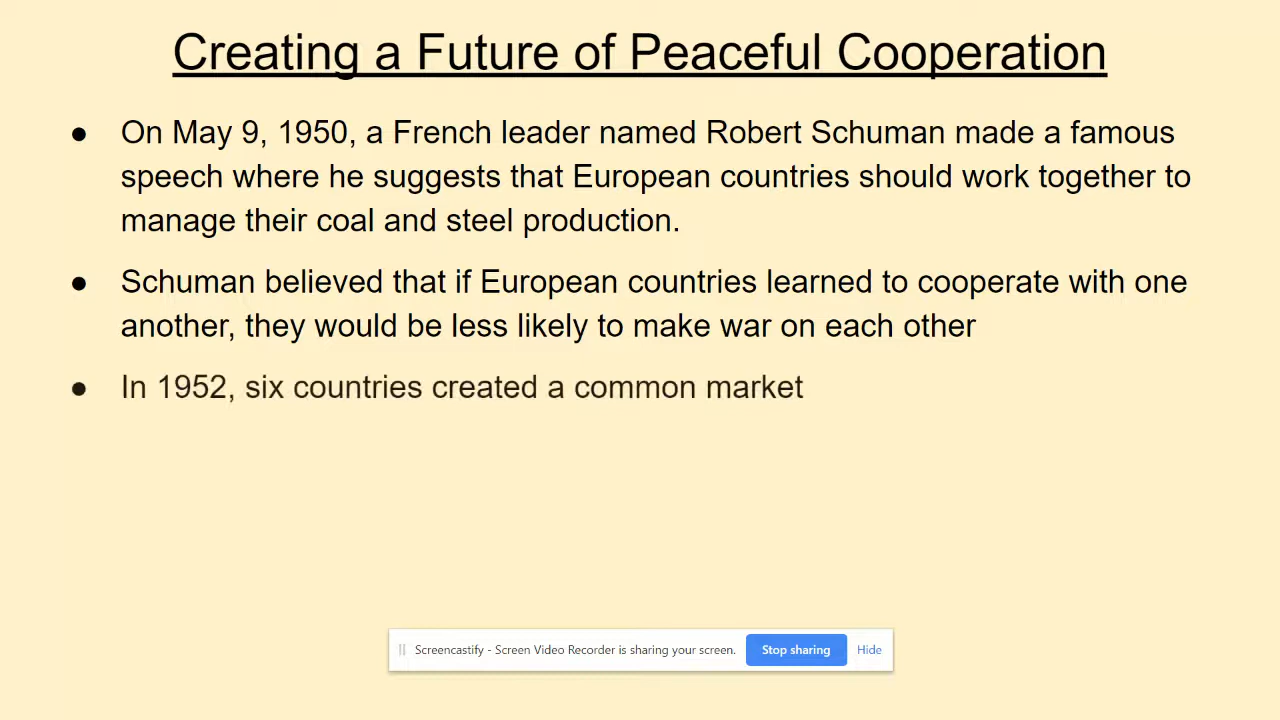 Creating a Future of Peaceful Cooperation
● On May 9, 1950, a French leader named Robert Schuman made a famous
speech where he suggests that European countries should work together to
manage their coal and steel production.
● Schuman believed that if European countries learned to cooperate with one
another, they would be less likely to make war on each other
● In 1952, six countries created a common market
Screencastify - Screen Video Recorder is sharing your screen. Stop sharing Hide